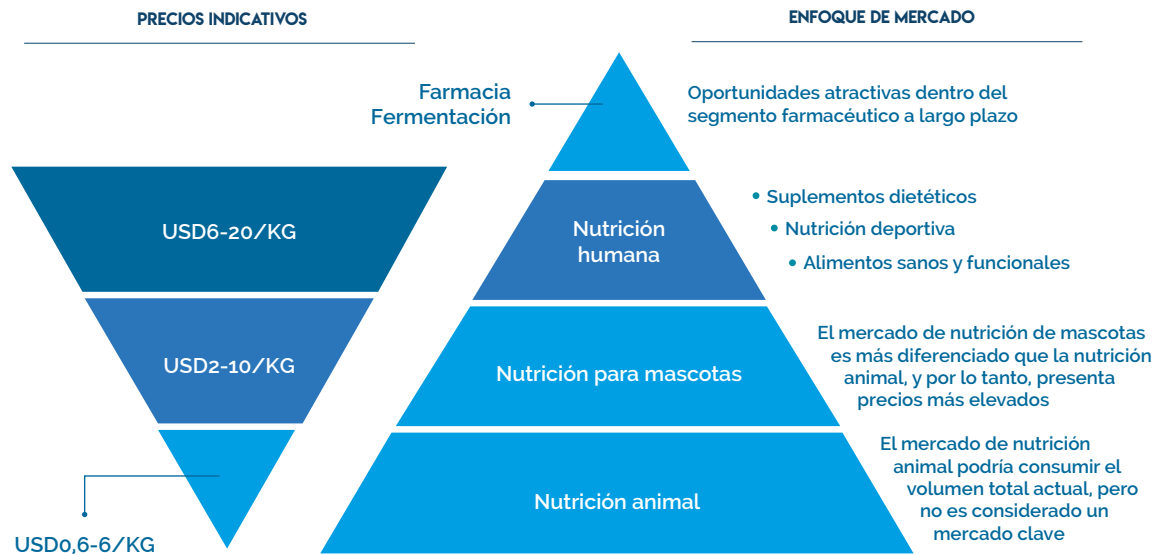 PRECIOS INDICATIVOS
USD6-20/KG
USD2-10/KG
USD0,6-6/KG
ENFOQUE DE MERCADO
Farmacia
Fermentación
Oportunidades atractivas dentro del
segmento farmacéutico a largo plazo
Nutrición
humana
• Suplementos dietéticos
• Nutrición deportiva
• Alimentos sanos y funcionales
Nutrición para mascotas
El mercado de nutrición de mascotas
es más diferenciado que la nutrición
animal, y por lo tanto, presenta
precios más elevados
Nutrición animal
El mercado de nutrición
animal podría consumir el
volumen total actual, pero
no es considerado un
mercado clave